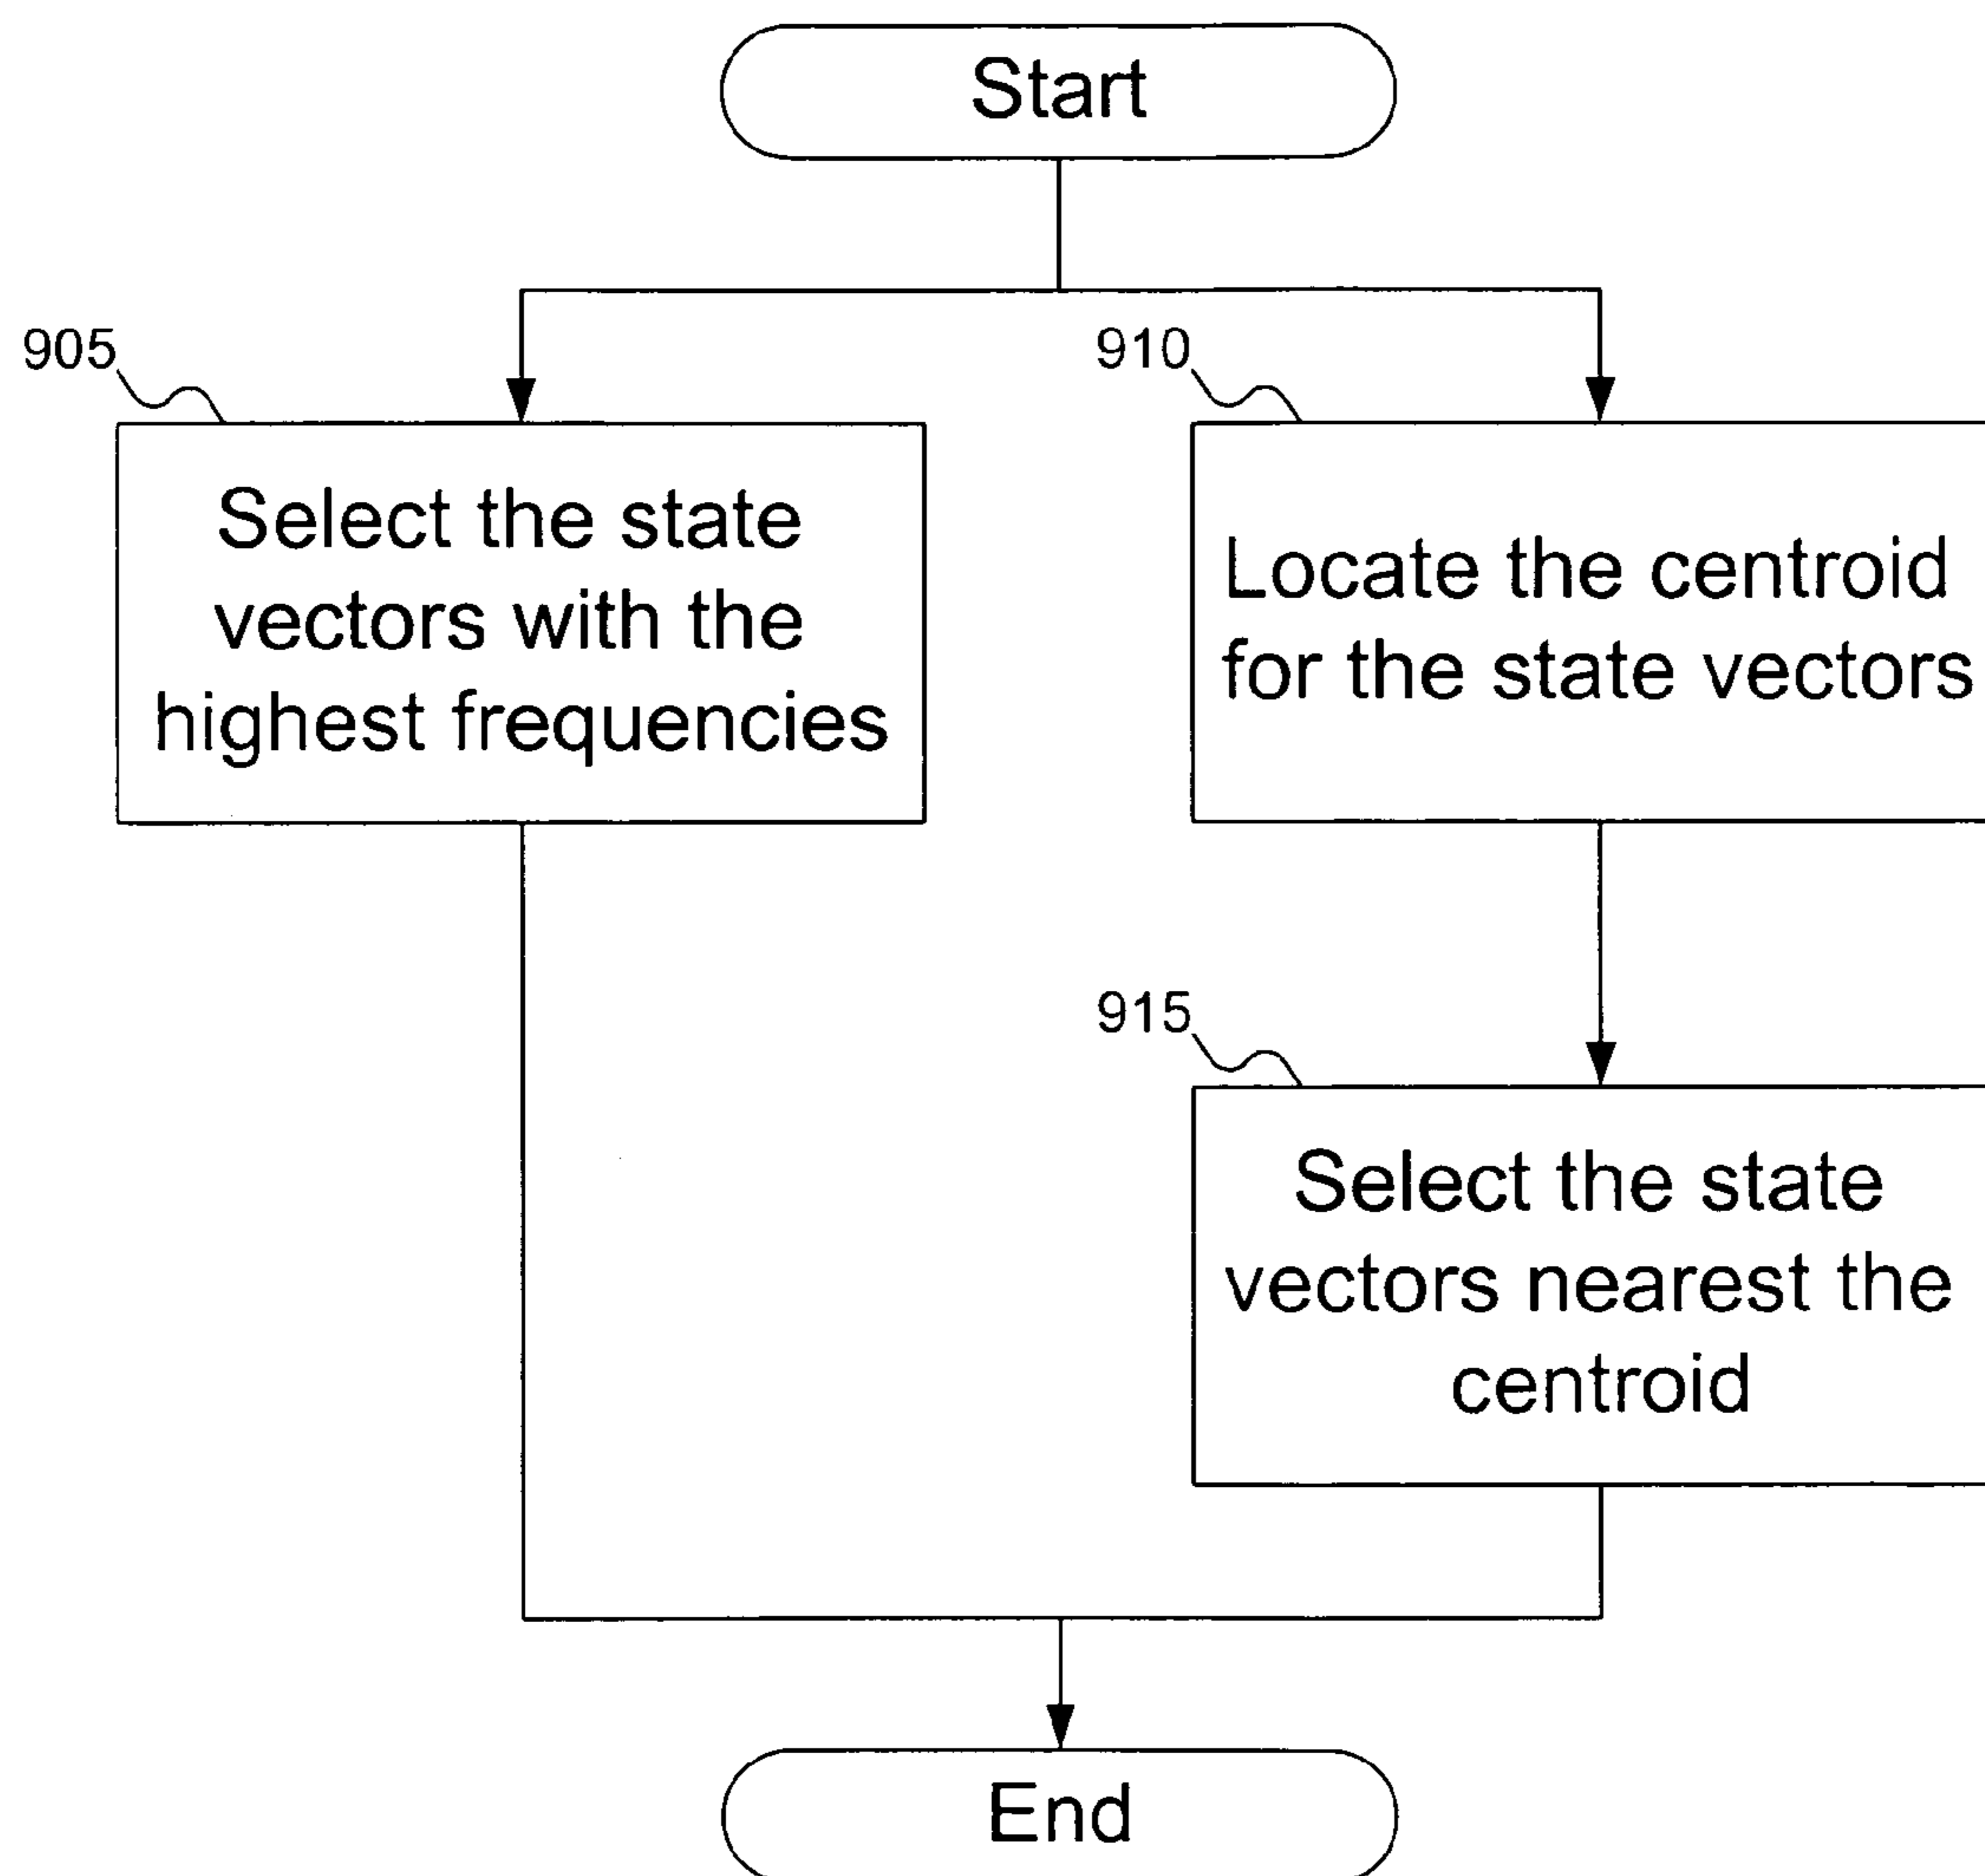 Start
905
Select the state
vectors with the
highest frequencies
910
Locate the centroid
for the state vectors
915
Select the state
vectors nearest the
centroid
End